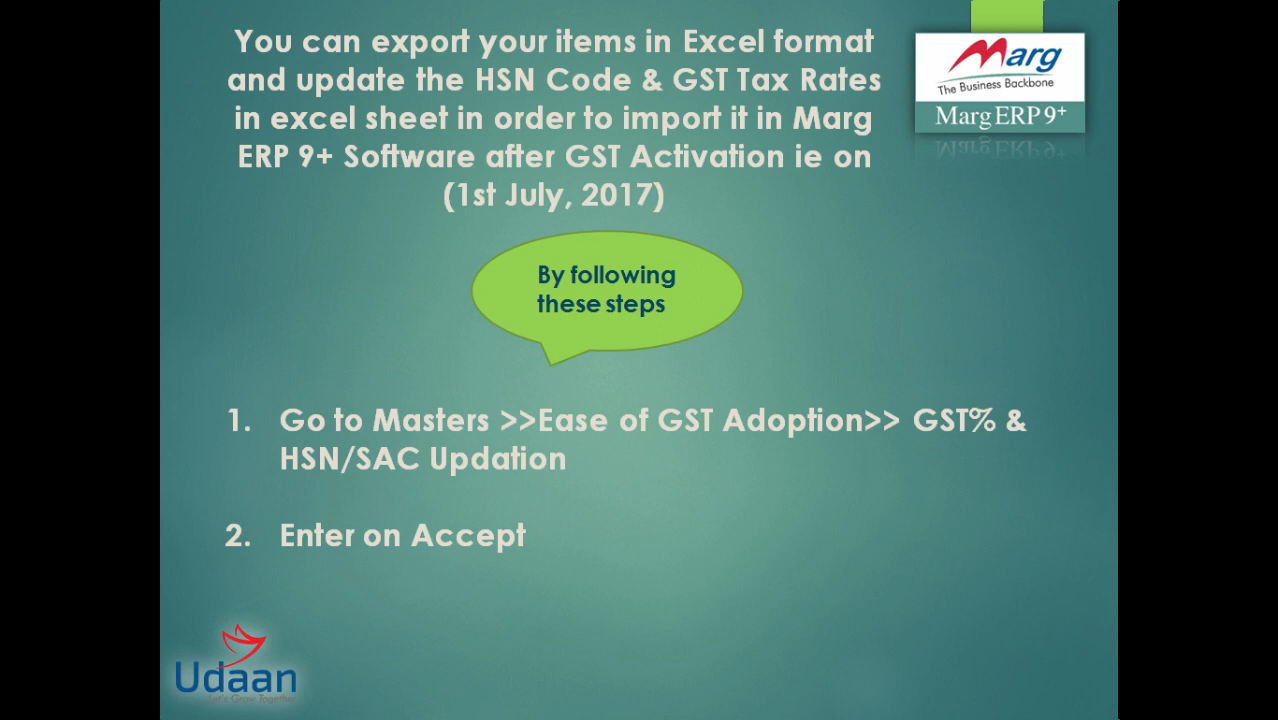 You can export your items in Excel format
and update the HSN Code & GST Tax Rates
in excel sheet in order to import it in Marg
ERP 9+ Software after GST Activation ie on
(1st July, 2017)
Marg
The Business Backbone
Marg ERP 9+
By following
these steps
1. Go to Masters >>Ease of GST Adoption>> GST% &
HSN/SAC Updation
2. Enter on Accept
Udaan
Let's Grow Together